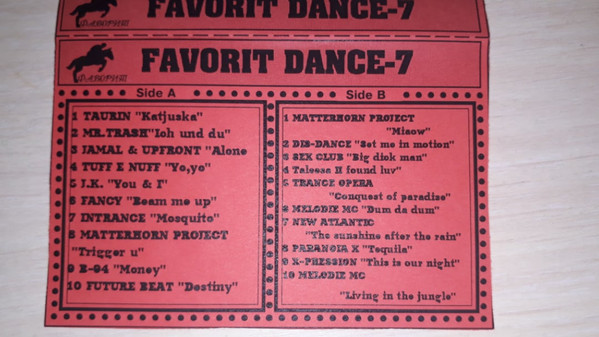 FAVORIT DANCE-7
FAVORIT DANCE-7
Side A
1 TAURIN "Katjuska"
2 MR.TRASH "Ich und du"
3 JAMAL & UPFRONT "Alone
4 TUFF E NUFF "Yo,yo"
5 J.K. "You & I"
6 FANCY "Beam me up"
7 INTRANCE "Mosquito"
8 MATTERHORN PROJECT
"Trigger u"
9 B-94 "Money"
10 FUTURE BEAT "Destiny"
Side B
1 MATTERHORN PROJECT
"Miaow"
2 DIS-DANCE "Set me in motion"
3 SEX CLUB "Big dick man"
4 Taleesa II found luv"
5 TRANCE OPERA
"Conquest of paradise"
6 MELODIE MC "Dum da dum"
7 NEW ATLANTIC
"The sunshine after the rain"
8 PARANOIA X "Tequila"
9 X-PRESSION "This is our night"
10 MELODIE MC
"Living in the jungle"